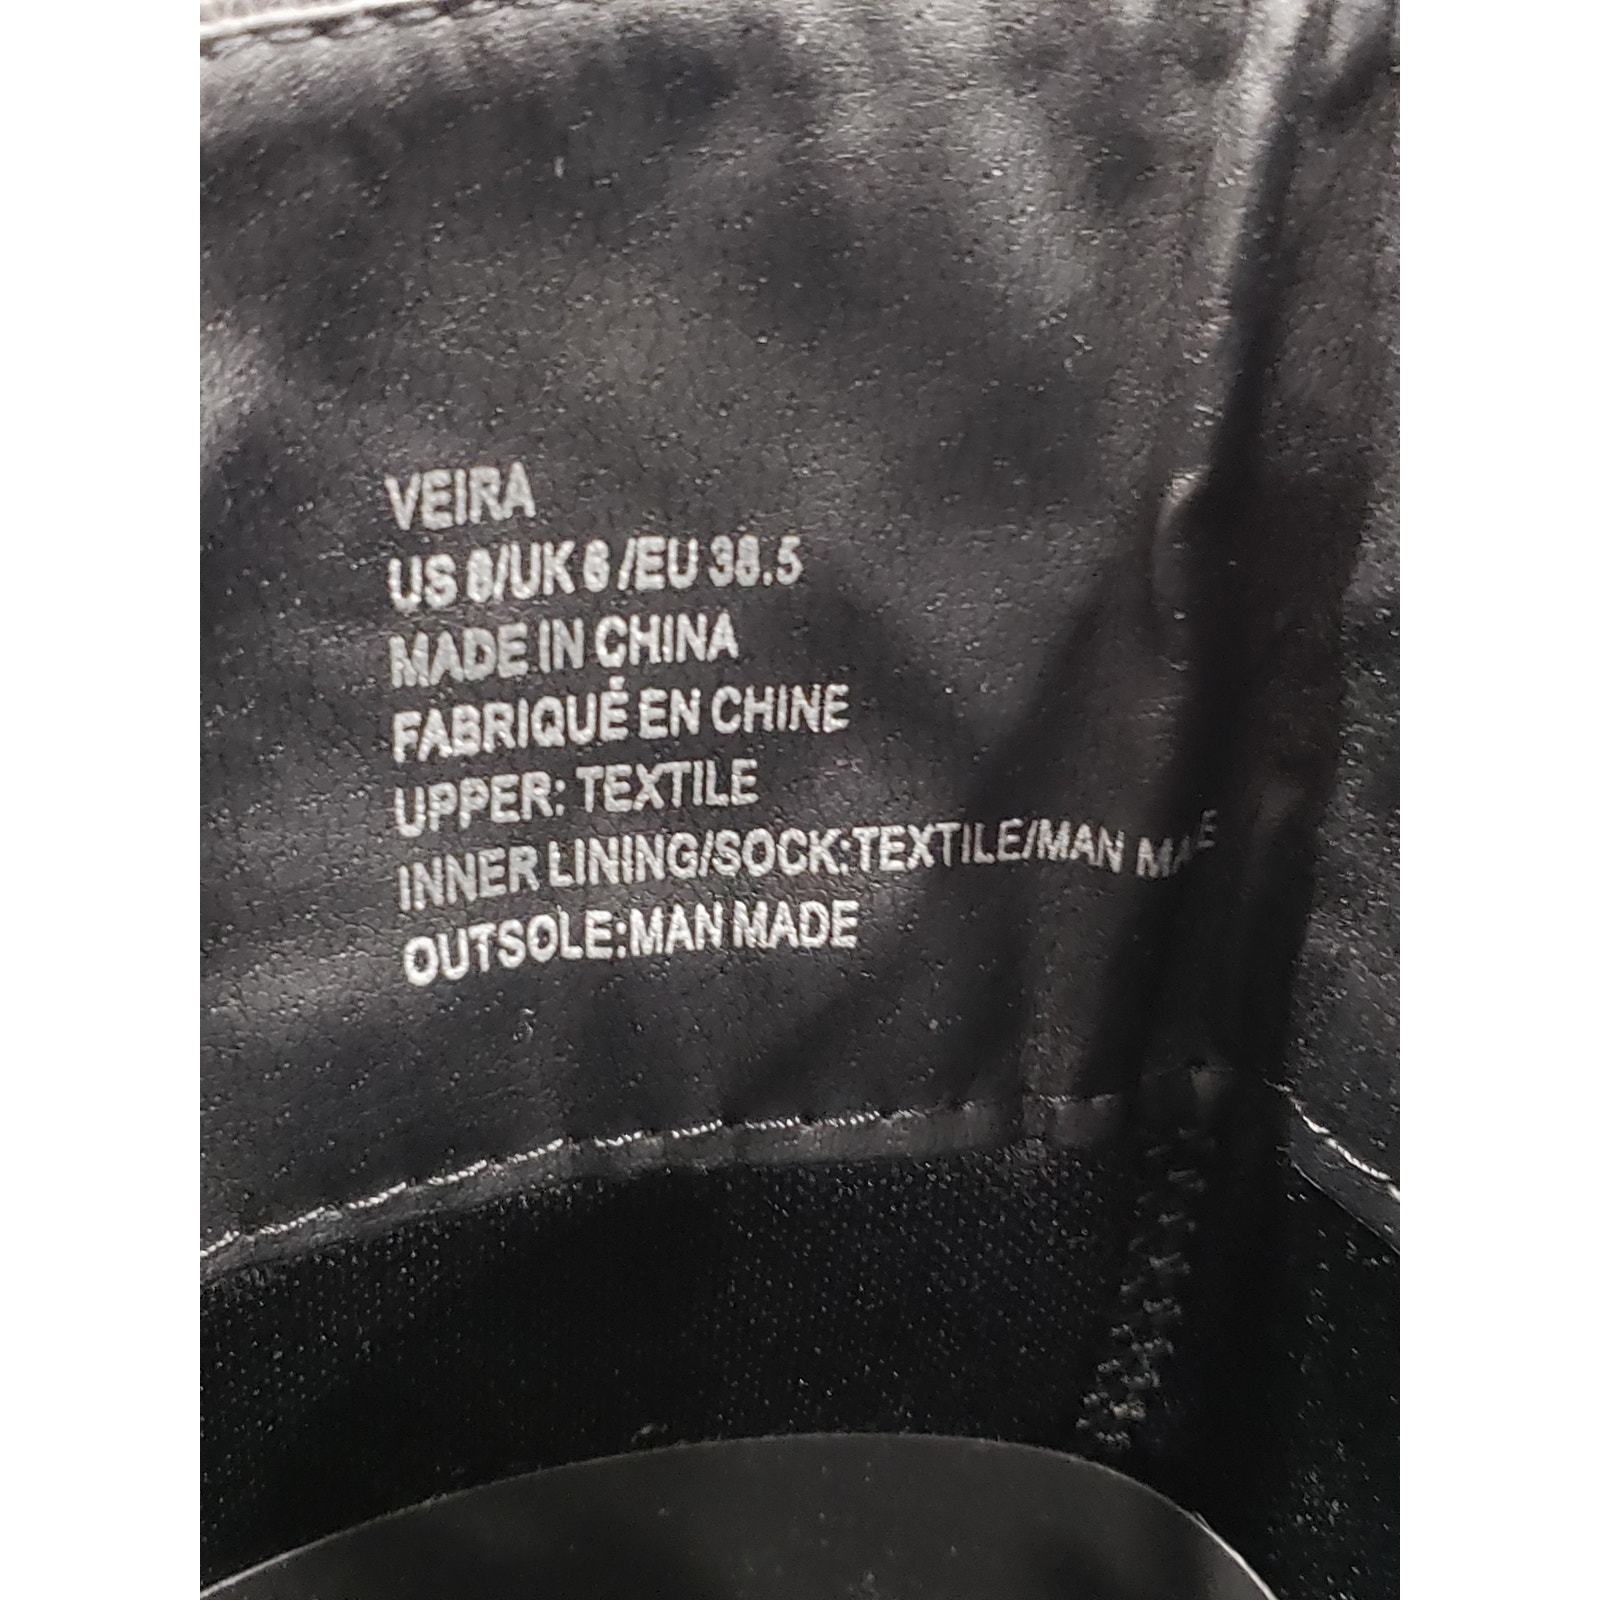 VEIRA
US 8/UK 6 /EU 38.5
MADE IN CHINA
FABRIQUÉ EN CHINE
UPPER: TEXTILE
INNER LINING/SOCK:TEXTILE/MAN MADE
OUTSOLE:MAN MADE